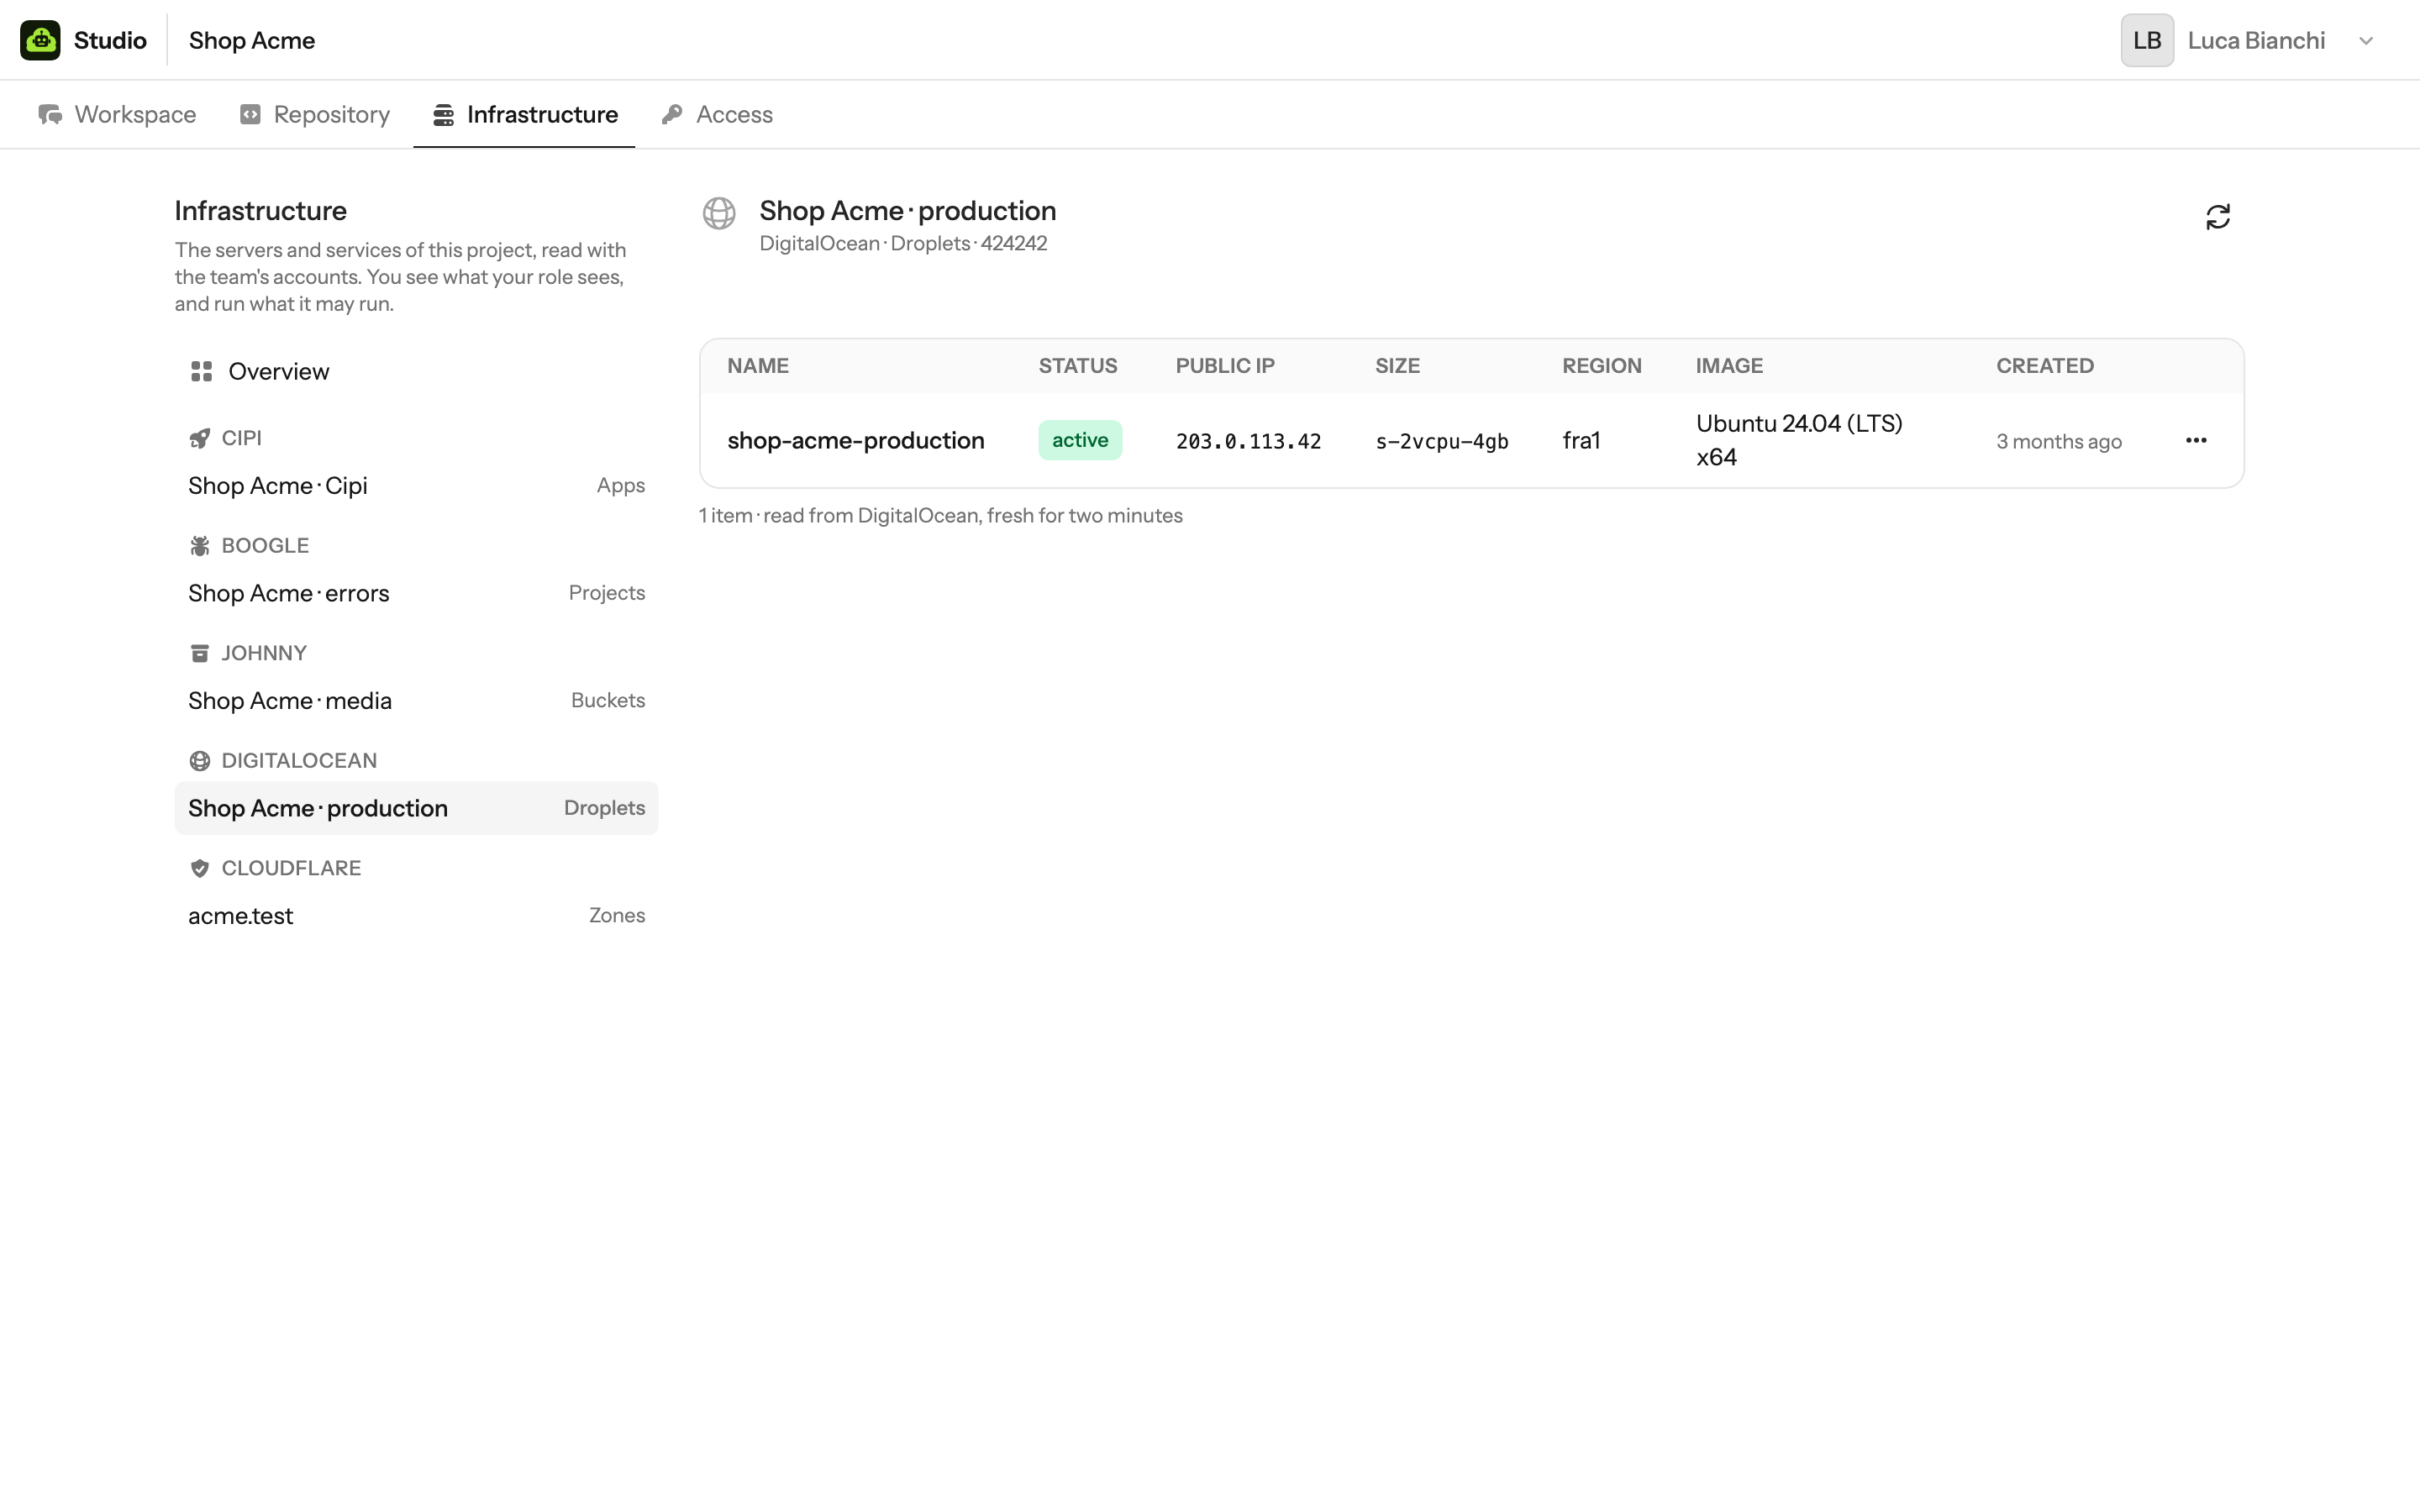 Studio
Shop Acme
LB
Luca Bianchi
Workspace
Repository
Infrastructure
Access
Infrastructure
The servers and services of this project, read with
the team's accounts. You see what your role sees,
and run what it may run.
Overview
CIPI
Shop Acme · Cipi
Apps
BOOGLE
Shop Acme · errors
Projects
JOHNNY
Shop Acme · media
Buckets
DIGITALOCEAN
Shop Acme · production
Droplets
CLOUDFLARE
acme.test
Zones
Shop Acme · production
DigitalOcean · Droplets · 424242
NAME STATUS PUBLIC IP SIZE REGION IMAGE CREATED
shop-acme-production active 203.0.113.42 s-2vcpu-4gb fra1 Ubuntu 24.04 (LTS)
x64
3 months ago
1 item · read from DigitalOcean, fresh for two minutes